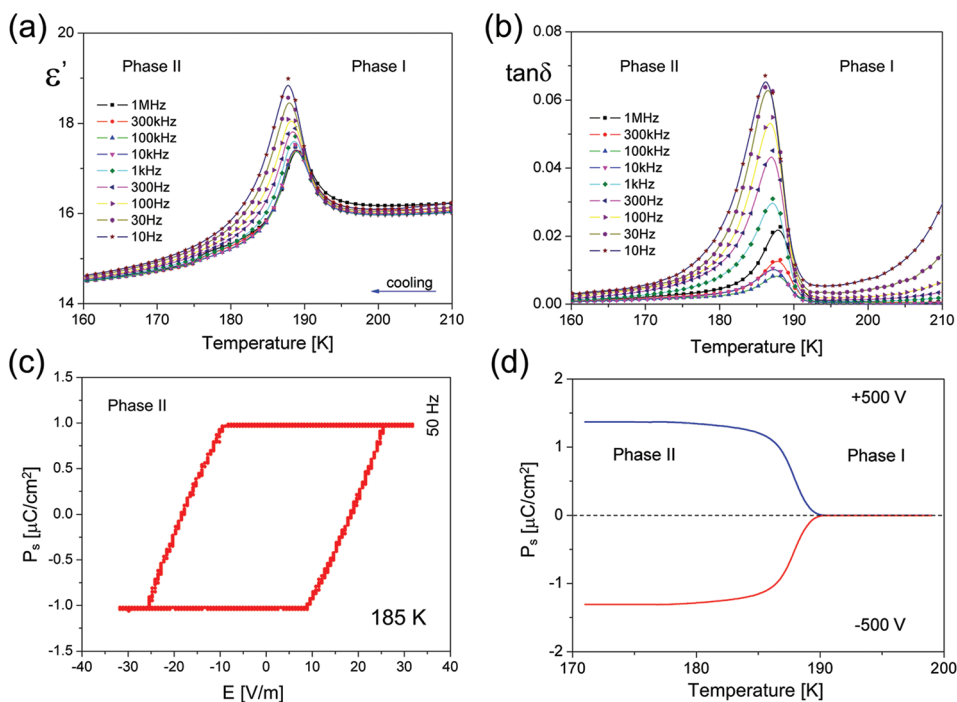 (a)
20
18
16
14
ε’
Phase II
Phase I
1MHz
300kHz
100kHz
10kHz
1kHz
300Hz
100Hz
30Hz
10Hz
cooling
160 170 180 190 200 210
Temperature [K]
(b)
0.08
0.06
0.04
0.02
0.00
Phase II
tanδ
Phase I
1MHz
300kHz
100kHz
10kHz
1kHz
300Hz
100Hz
30Hz
10Hz
160 170 180 190 200 210
Temperature [K]
(c)
1.5
1.0
0.5
0.0
-0.5
-1.0
-1.5
Ps [μC/cm²]
Phase II
50 Hz
185 K
-40 -30 -20 -10 0 10 20 30 40
E [V/m]
(d)
2
1
0
-1
-2
Ps [μC/cm²]
+500 V
Phase II
Phase I
-500 V
170 180 190 200
Temperature [K]